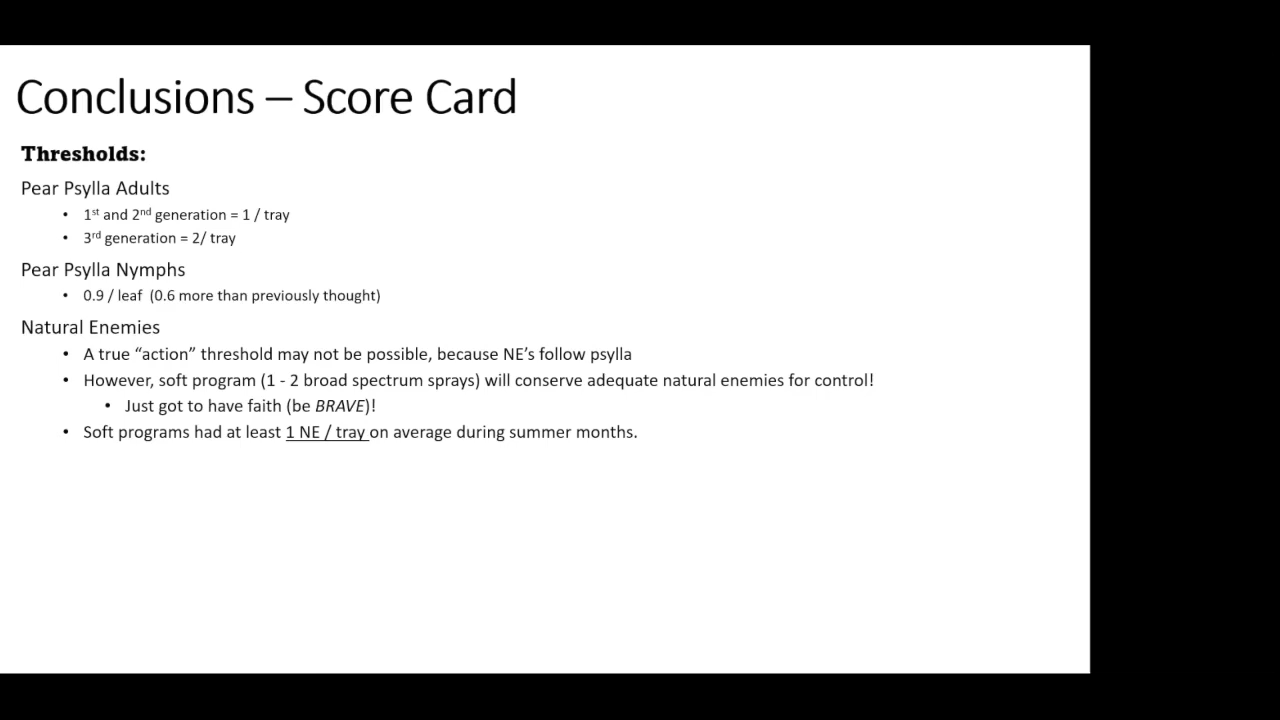 Conclusions – Score Card
Thresholds:
Pear Psylla Adults
• 1st and 2nd generation = 1 / tray
• 3rd generation = 2/ tray
Pear Psylla Nymphs
• 0.9 / leaf (0.6 more than previously thought)
Natural Enemies
• A true “action” threshold may not be possible, because NE’s follow psylla
• However, soft program (1 - 2 broad spectrum sprays) will conserve adequate natural enemies for control!
• Just got to have faith (be BRAVE)!
• Soft programs had at least 1 NE / tray on average during summer months.